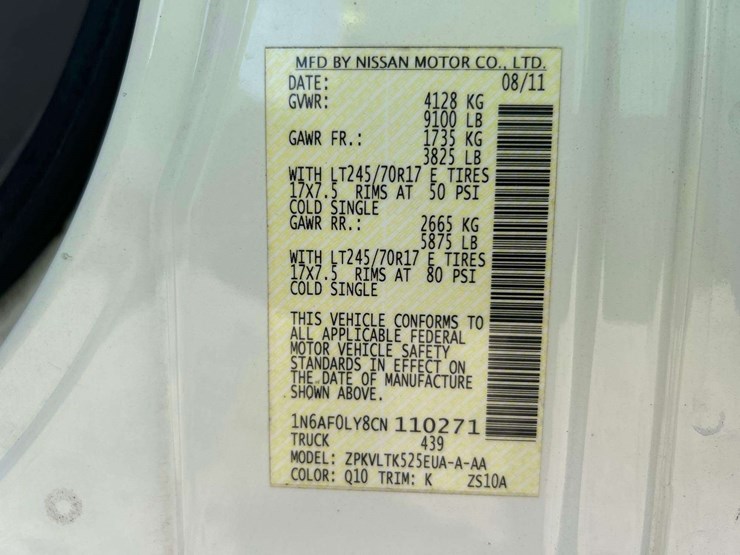 MFD BY NISSAN MOTOR CO., LTD.
DATE: 08/11
GVWR: 4128 KG
9100 LB
GAWR FR.: 1735 KG
3825 LB
WITH LT245/70R17 E TIRES
17X7.5 RIMS AT 50 PSI
COLD SINGLE
GAWR RR.: 2665 KG
5875 LB
WITH LT245/70R17 E TIRES
17X7.5 RIMS AT 80 PSI
COLD SINGLE
THIS VEHICLE CONFORMS TO
ALL APPLICABLE FEDERAL
MOTOR VEHICLE SAFETY
STANDARDS IN EFFECT ON
THE DATE OF MANUFACTURE
SHOWN ABOVE.
1N6AF0LY8CN 110271
TRUCK 439
MODEL: ZPKVLTK525EUA-A-AA
COLOR: Q10 TRIM: K ZS10A